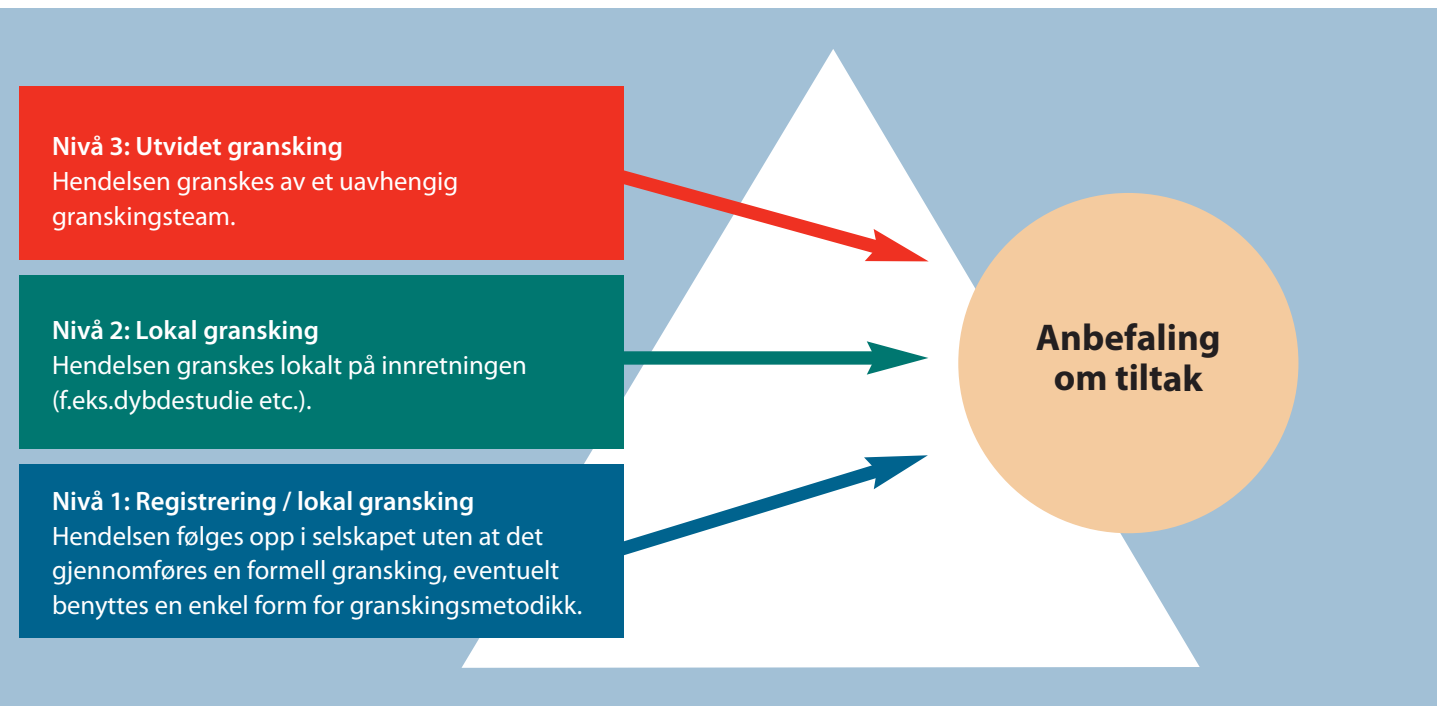 Nivå 3: Utvidet gransking
Hendelsen granskes av et uavhengig
granskingsteam.
Nivå 2: Lokal gransking
Hendelsen granskes lokalt på innretningen
(f.eks.dybdestudie etc.).
Nivå 1: Registrering / lokal gransking
Hendelsen følges opp i selskapet uten at det
gjennomføres en formell gransking, eventuelt
benyttes en enkel form for granskingsmetodikk.
Anbefaling
om tiltak